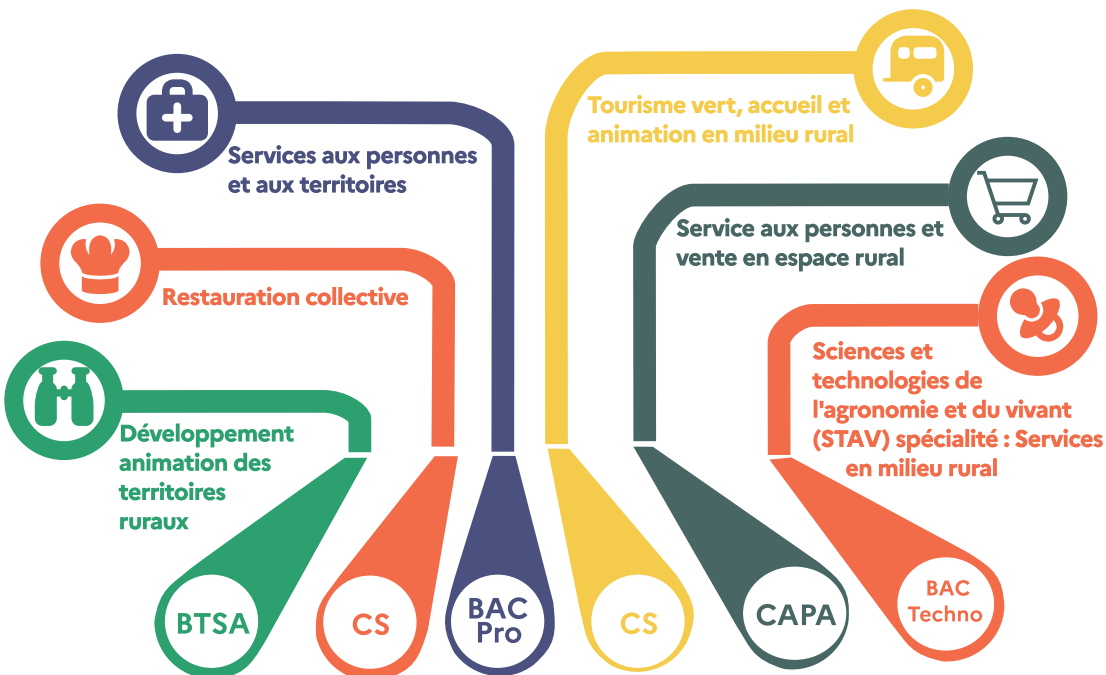 Tourisme vert, accueil et
animation en milieu rural
Services aux personnes
et aux territoires
Service aux personnes et
vente en espace rural
Restauration collective
Sciences et
technologies de
l'agronomie et du vivant
(STAV) spécialité : Services
en milieu rural
Développement
animation des
territoires
ruraux
BTSA
CS
BAC
Pro
CS
CAPA
BAC
Techno